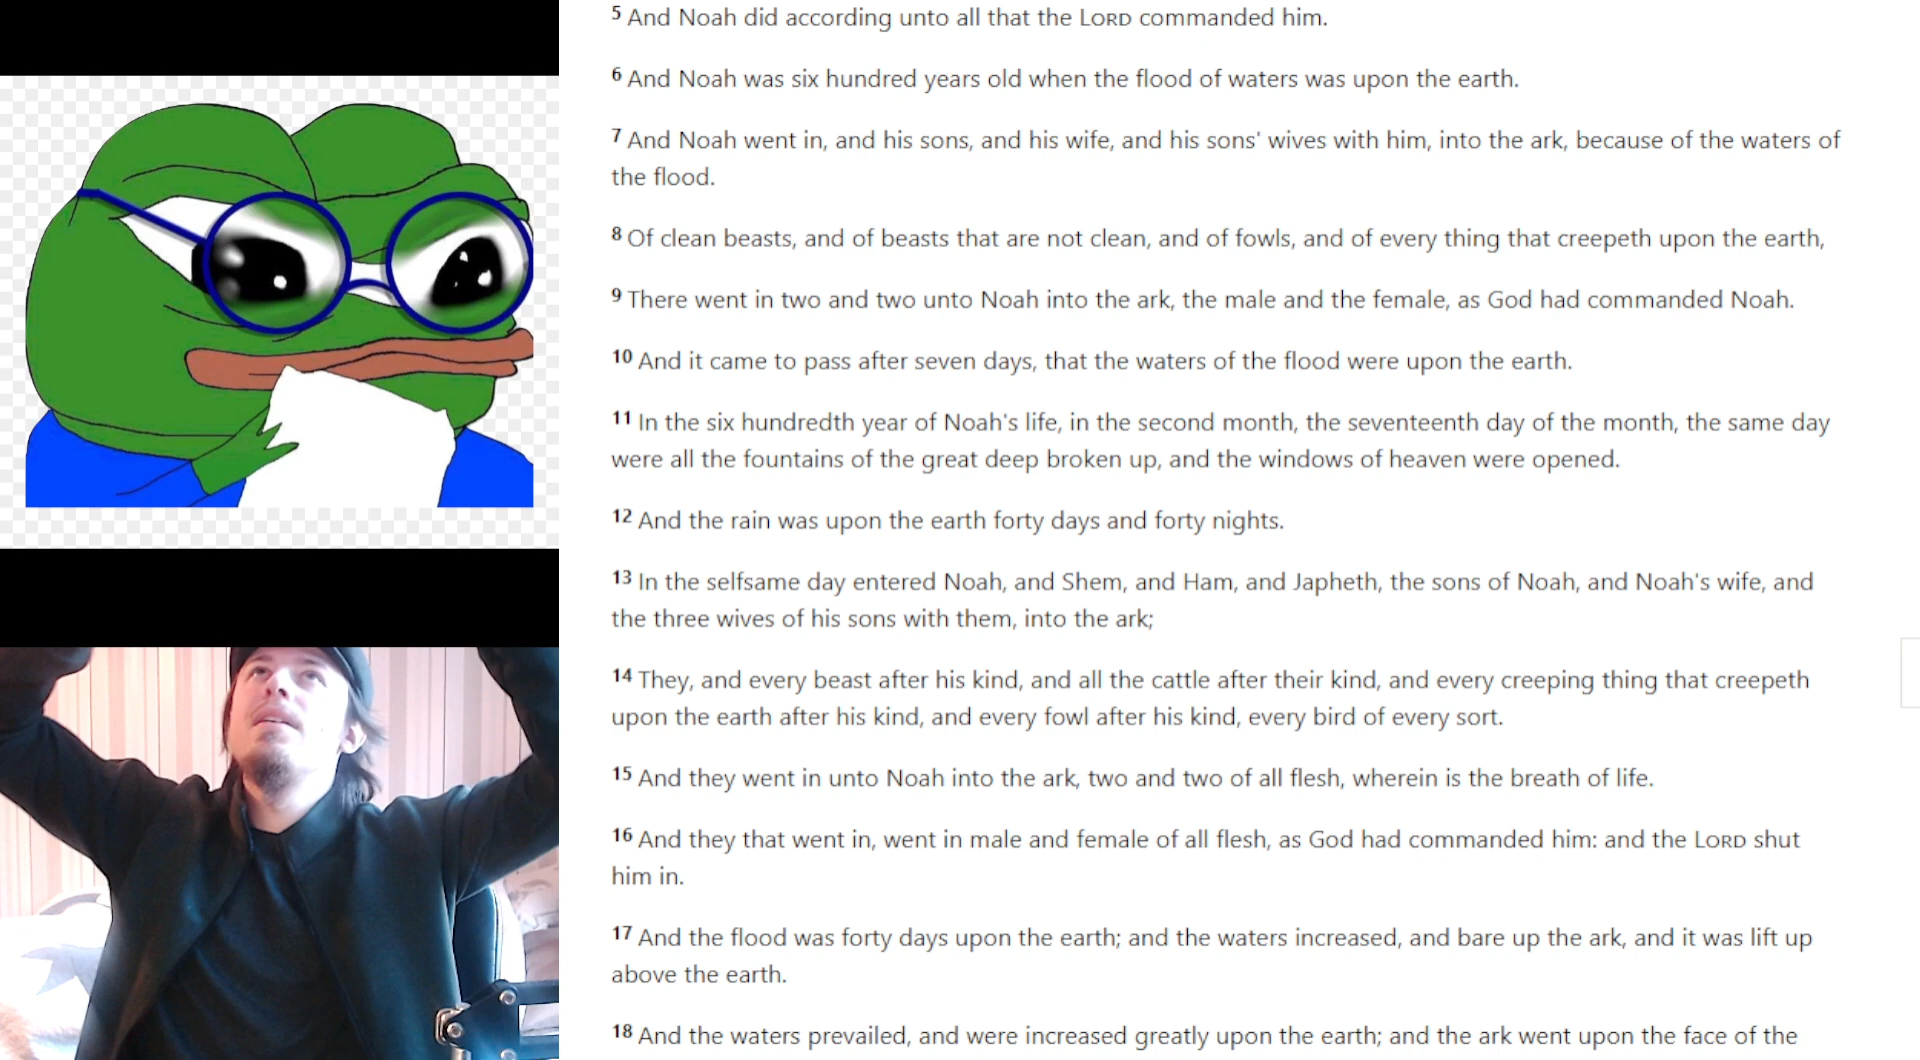 5 And Noah did according unto all that the LORD commanded him.
6 And Noah was six hundred years old when the flood of waters was upon the earth.
7 And Noah went in, and his sons, and his wife, and his sons' wives with him, into the ark, because of the waters of
the flood.
8 Of clean beasts, and of beasts that are not clean, and of fowls, and of every thing that creepeth upon the earth,
9 There went in two and two unto Noah into the ark, the male and the female, as God had commanded Noah.
10 And it came to pass after seven days, that the waters of the flood were upon the earth.
11 In the six hundredth year of Noah's life, in the second month, the seventeenth day of the month, the same day
were all the fountains of the great deep broken up, and the windows of heaven were opened.
12 And the rain was upon the earth forty days and forty nights.
13 In the selfsame day entered Noah, and Shem, and Ham, and Japheth, the sons of Noah, and Noah's wife, and
the three wives of his sons with them, into the ark;
14 They, and every beast after his kind, and all the cattle after their kind, and every creeping thing that creepeth
upon the earth after his kind, and every fowl after his kind, every bird of every sort.
15 And they went in unto Noah into the ark, two and two of all flesh, wherein is the breath of life.
16 And they that went in, went in male and female of all flesh, as God had commanded him: and the LORD shut
him in.
17 And the flood was forty days upon the earth; and the waters increased, and bare up the ark, and it was lift up
above the earth.
18 And the waters prevailed, and were increased greatly upon the earth; and the ark went upon the face of the